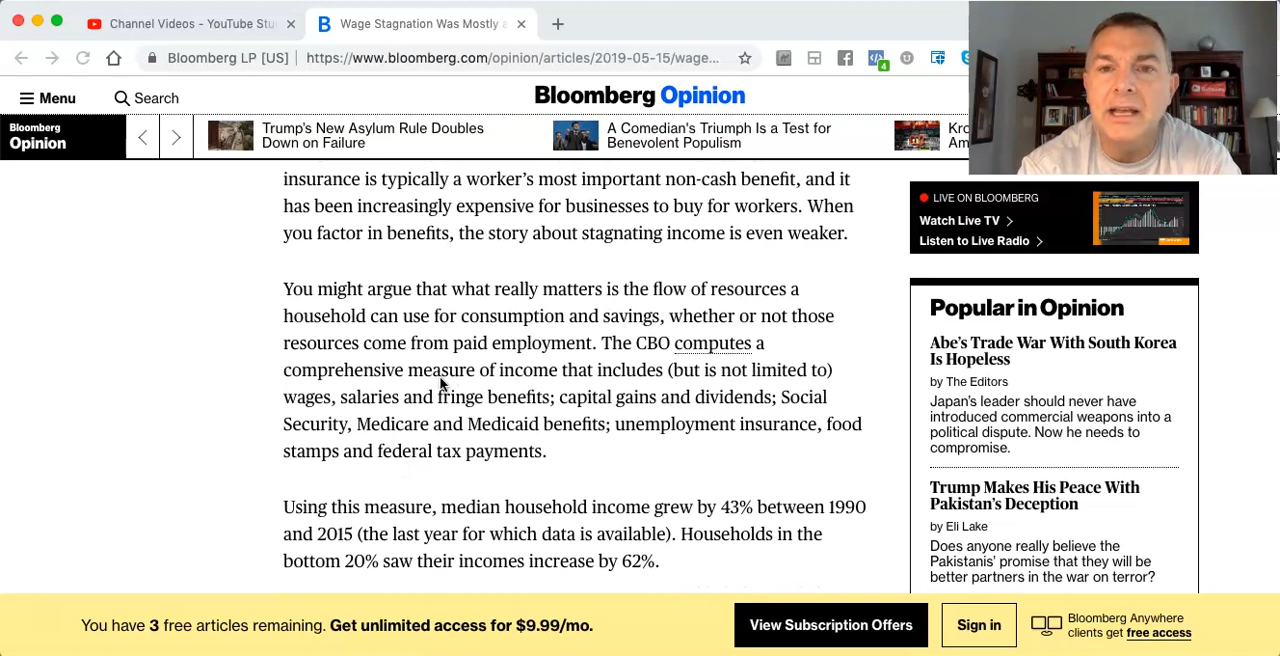 Channel Videos - YouTube Stu
Wage Stagnation Was Mostly a
Bloomberg LP [US]
https://www.bloomberg.com/opinion/articles/2019-05-15/wage...
4
Menu
Search
Bloomberg Opinion
Bloomberg
Opinion
Trump's New Asylum Rule Doubles
Down on Failure
A Comedian's Triumph Is a Test for
Benevolent Populism
Kro
Am
insurance is typically a worker's most important non-cash benefit, and it
has been increasingly expensive for businesses to buy for workers. When
you factor in benefits, the story about stagnating income is even weaker.
You might argue that what really matters is the flow of resources a
household can use for consumption and savings, whether or not those
resources come from paid employment. The CBO computes a
comprehensive measure of income that includes (but is not limited to)
wages, salaries and fringe benefits; capital gains and dividends; Social
Security, Medicare and Medicaid benefits; unemployment insurance, food
stamps and federal tax payments.
Using this measure, median household income grew by 43% between 1990
and 2015 (the last year for which data is available). Households in the
bottom 20% saw their incomes increase by 62%.
LIVE ON BLOOMBERG
Watch Live TV
Listen to Live Radio
Popular in Opinion
Abe's Trade War With South Korea
Is Hopeless
by The Editors
Japan's leader should never have
introduced commercial weapons into a
political dispute. Now he needs to
compromise.
Trump Makes His Peace With
Pakistan's Deception
by Eli Lake
Does anyone really believe the
Pakistanis' promise that they will be
better partners in the war on terror?
You have 3 free articles remaining. Get unlimited access for $9.99/mo.
View Subscription Offers
Sign in
Bloomberg Anywhere
clients get free access